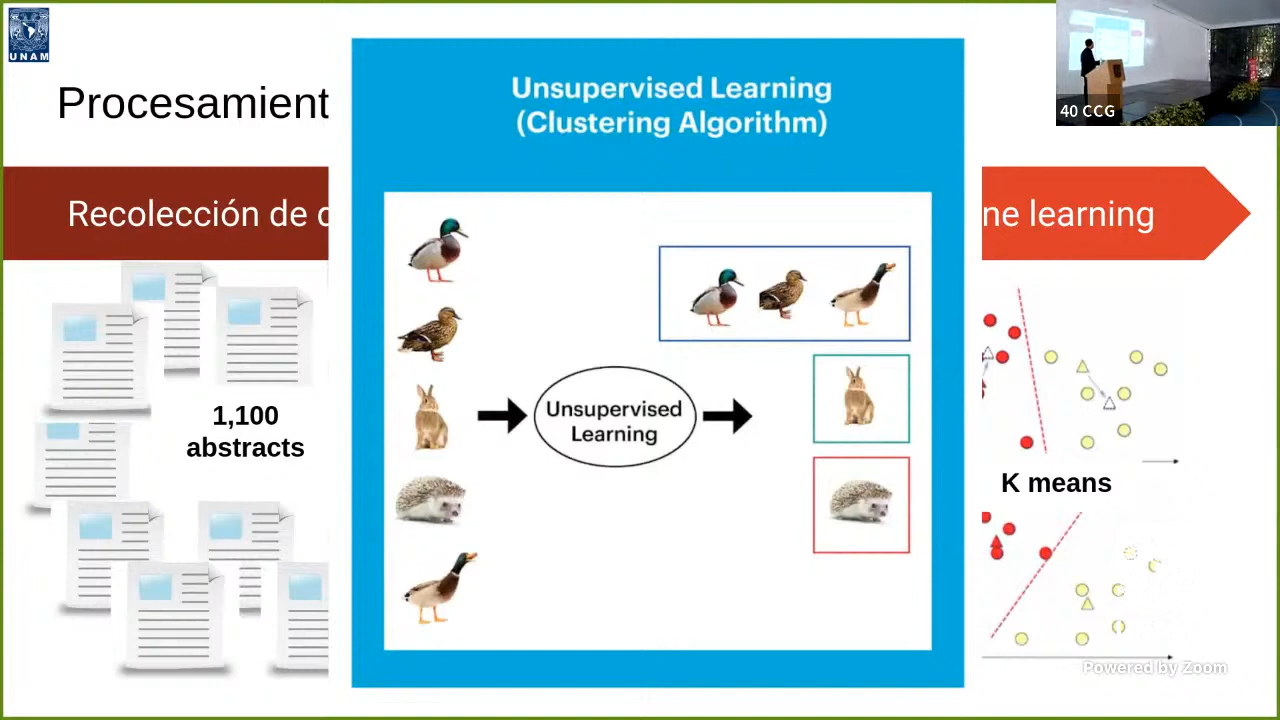 UNAM
40 CCG
Procesamient
Unsupervised Learning
(Clustering Algorithm)
Recolección de
ne learning
1,100
abstracts
Unsupervised
Learning
K means
Powered by Zoom